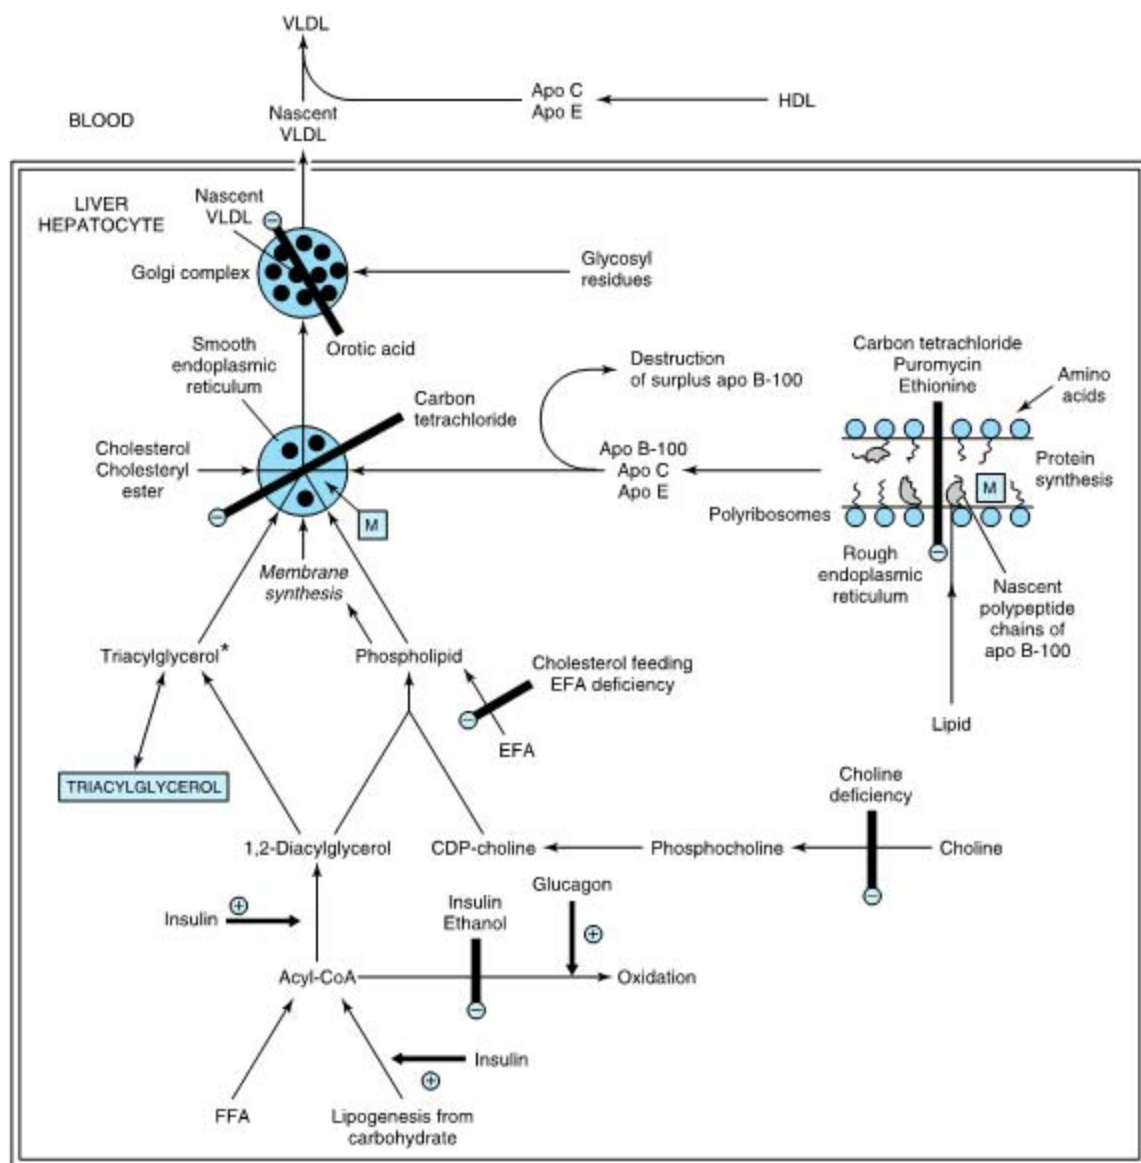 VLDL
Apo C
Apo E
HDL
BLOOD
Nascent
VLDL
LIVER
HEPATOCYTE
Nascent
VLDL
−
Golgi complex
Glycosyl
residues
Orotic acid
Smooth
endoplasmic
reticulum
Carbon
tetrachloride
Destruction
of surplus apo B-100
Carbon tetrachloride
Puromycin
Ethionine
Amino
acids
Cholesterol
Cholesteryl
ester
−
M
Apo B-100
Apo C
Apo E
Protein
synthesis
M
Polyribosomes
−
Rough
endoplasmic
reticulum
Nascent
polypeptide
chains of
apo B-100
Membrane
synthesis
Triacylglycerol*
Phospholipid
Cholesterol feeding
EFA deficiency
−
EFA
Lipid
TRIACYLGLYCEROL
Choline
deficiency
1,2-Diacylglycerol
CDP-choline
Phosphocholine
Choline
−
Glucagon
+
Insulin
+
Insulin
Ethanol
−
Acyl-CoA
Oxidation
Insulin
+
FFA
Lipogenesis from
carbohydrate